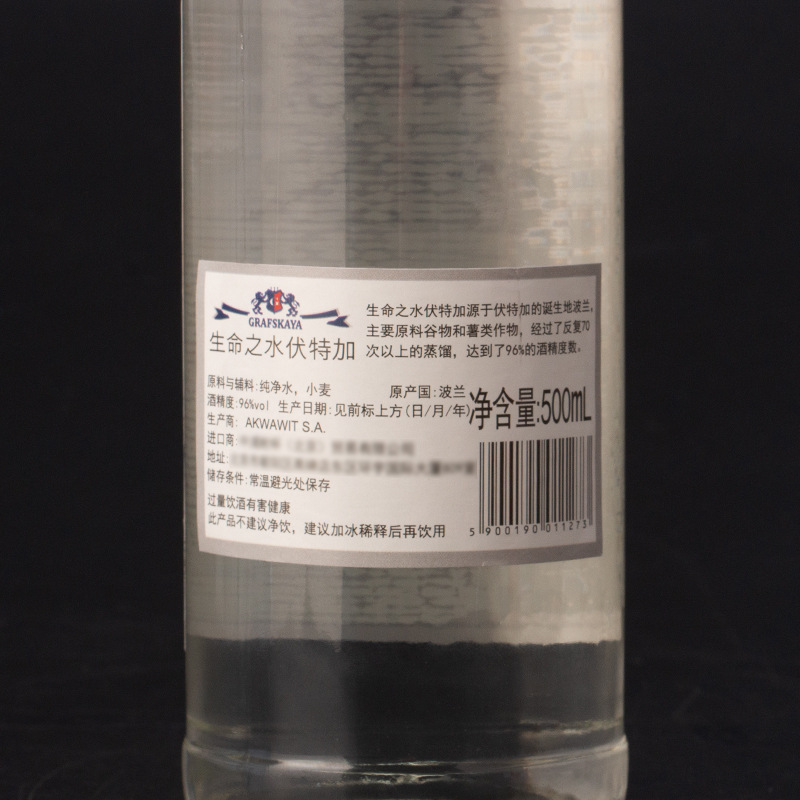 GRAFSKAYA
生命之水伏特加
生命之水伏特加源于伏特加的诞生地波兰,
主要原料谷物和薯类作物，经过了反复70
次以上的蒸馏，达到了96%的酒精度数。
原料与辅料:纯净水，小麦
原产国:波兰
酒精度:96%vol 生产日期:见前标上方(日/月/年)
净含量:500mL
生产商: AKWAWIT S.A.
进口商:
地址:
储存条件:常温避光处保存
过量饮酒有害健康
此产品不建议净饮，建议加冰稀释后再饮用
5 900190 011273